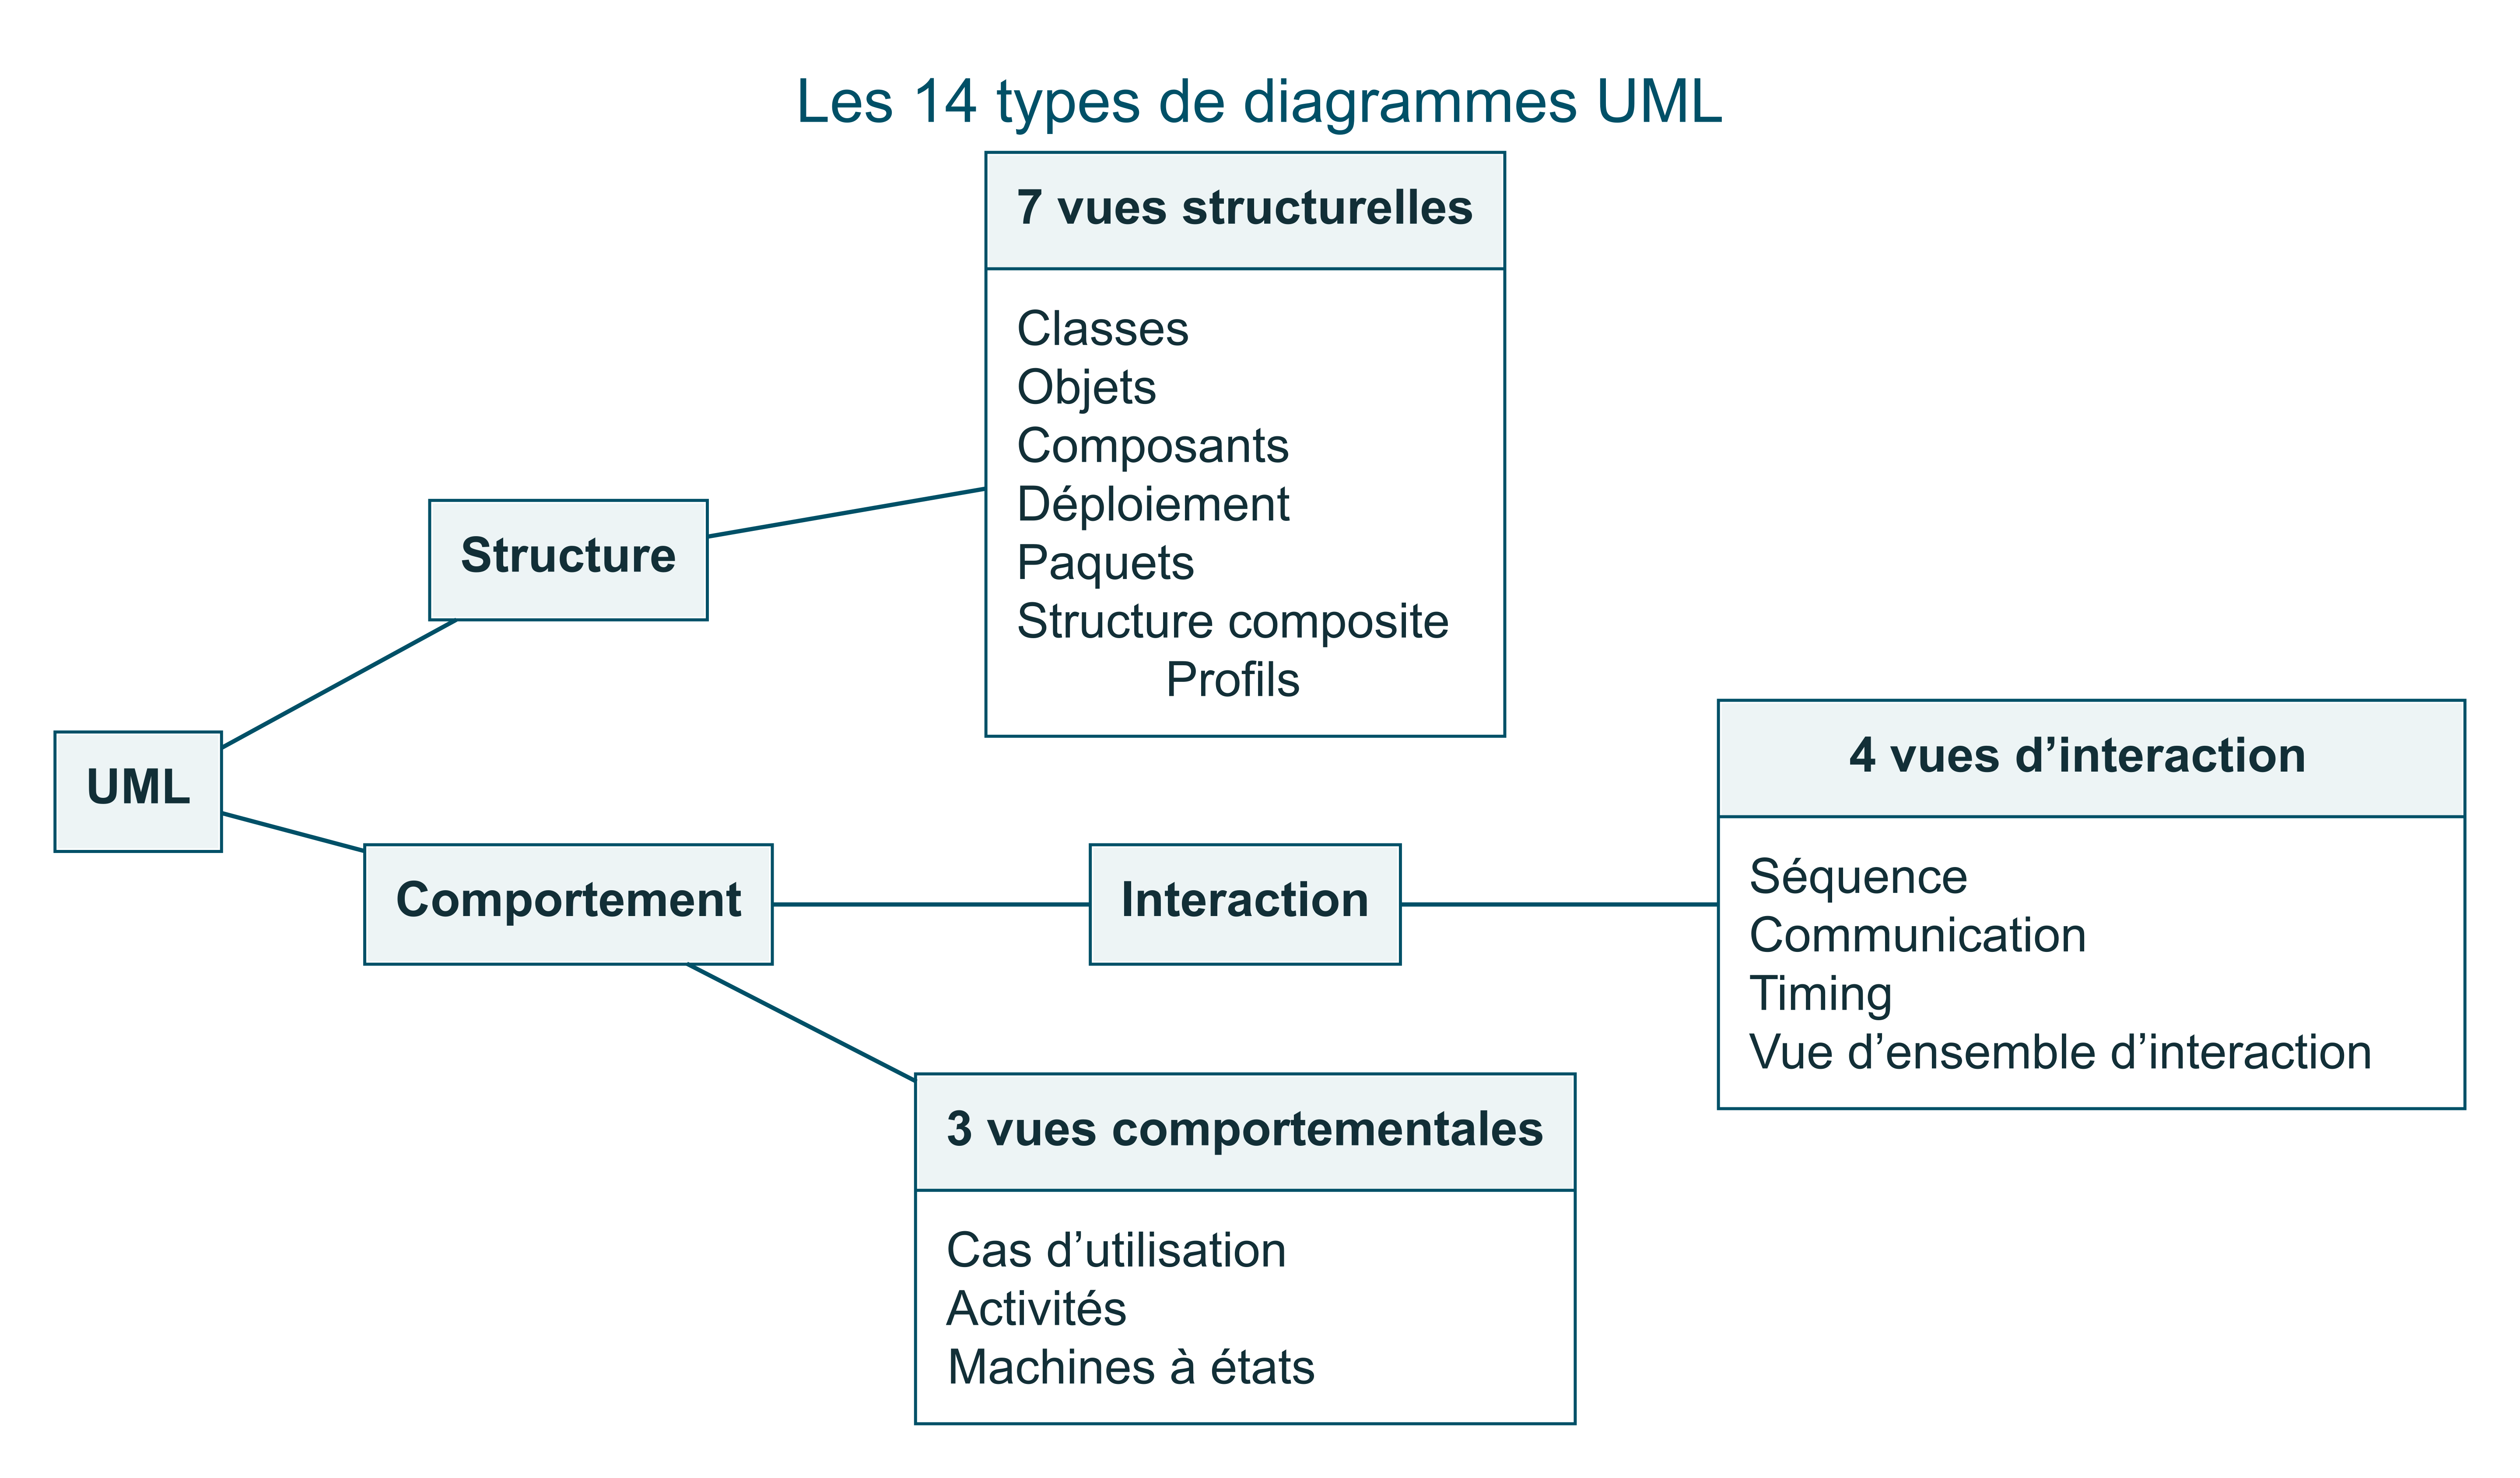 Les 14 types de diagrammes UML
7 vues structurelles
Classes
Objets
Composants
Déploiement
Paquets
Structure composite
Profils
Structure
UML
Comportement
Interaction
4 vues d’interaction
Séquence
Communication
Timing
Vue d’ensemble d’interaction
3 vues comportementales
Cas d’utilisation
Activités
Machines à états